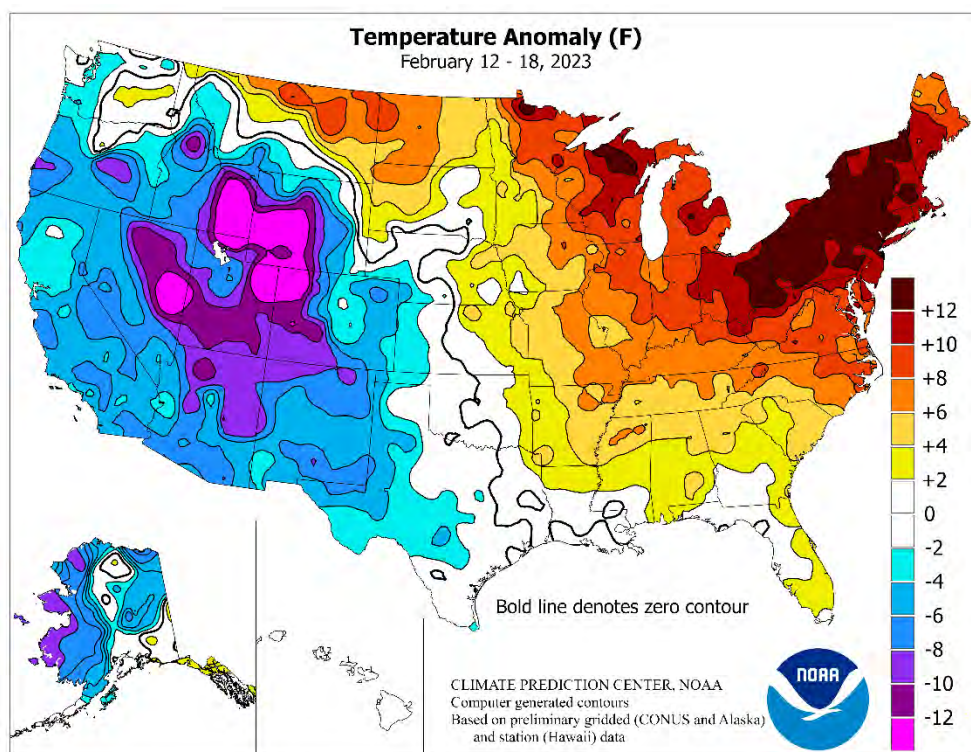 Temperature Anomaly (F)
February 12 - 18, 2023
+12
+10
+8
+6
+4
+2
0
-2
-4
-6
-8
-10
-12
Bold line denotes zero contour
CLIMATE PREDICTION CENTER, NOAA
Computer generated contours
Based on preliminary gridded (CONUS and Alaska)
and station (Hawaii) data
NOAA